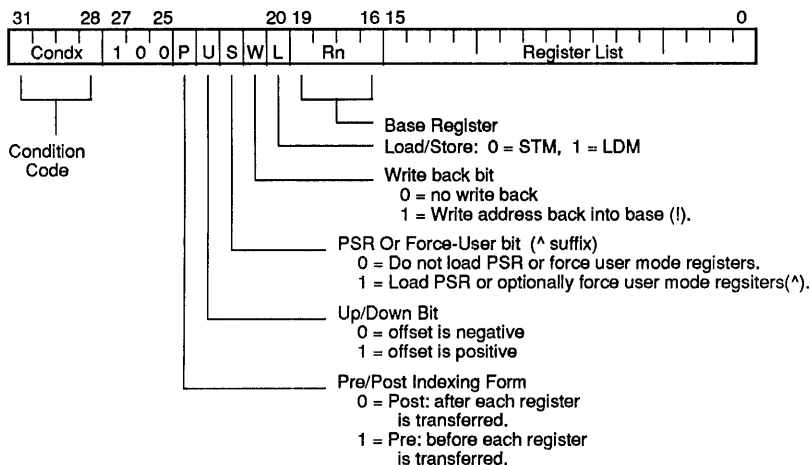 31 28 27 25 20 19 16 15 0
Condx 1 0 0 P U S W L Rn Register List
Base Register
Load/Store: 0 = STM, 1 = LDM
Condition
Code
Write back bit
0 = no write back
1 = Write address back into base (!).
PSR Or Force-User bit (^ suffix)
0 = Do not load PSR or force user mode registers.
1 = Load PSR or optionally force user mode regsiters(^).
Up/Down Bit
0 = offset is negative
1 = offset is positive
Pre/Post Indexing Form
0 = Post: after each register
is transferred.
1 = Pre: before each register
is transferred.